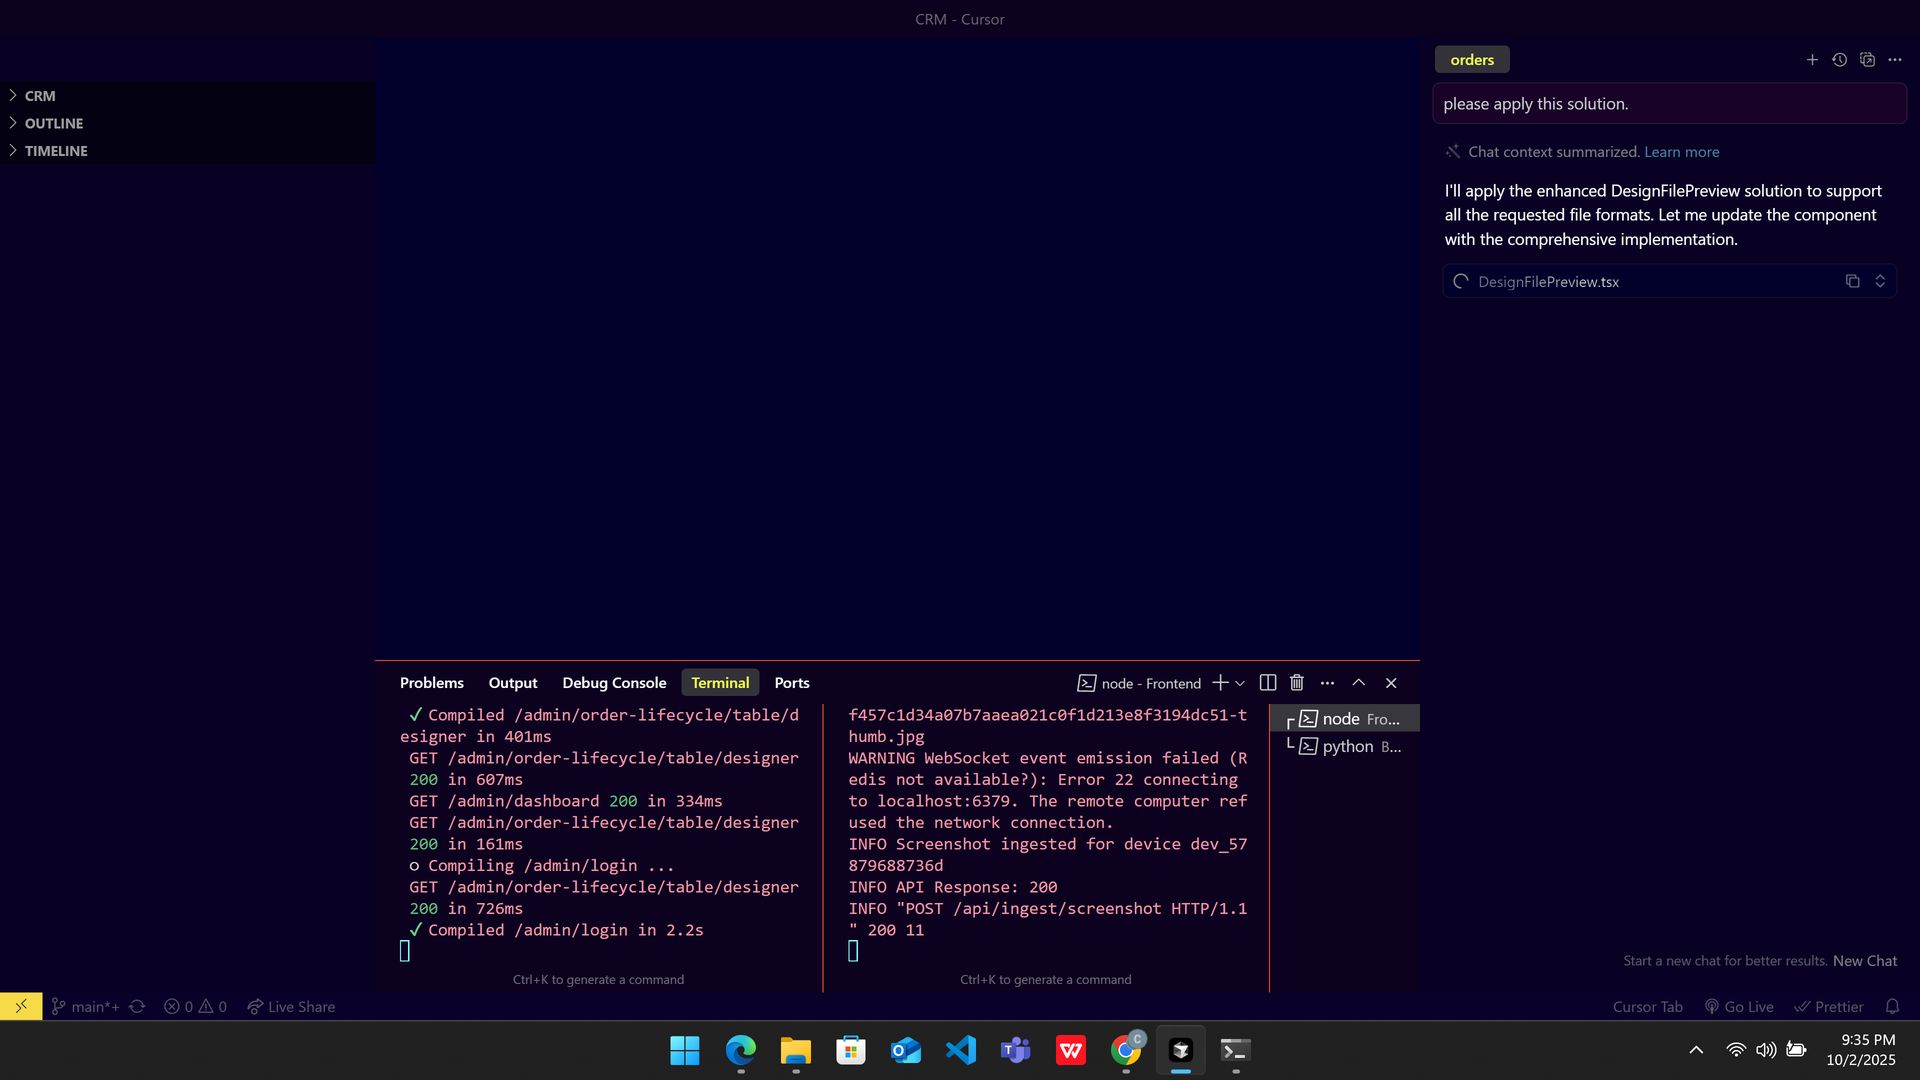 CRM - Cursor
CRM
OUTLINE
TIMELINE
orders
please apply this solution.
Chat context summarized. Learn more
I'll apply the enhanced DesignFilePreview solution to support
all the requested file formats. Let me update the component
with the comprehensive implementation.
DesignFilePreview.tsx
Problems Output Debug Console Terminal Ports
node - Frontend
✓ Compiled /admin/order-lifecycle/table/d
esigner in 401ms
GET /admin/order-lifecycle/table/designer
200 in 607ms
GET /admin/dashboard 200 in 334ms
GET /admin/order-lifecycle/table/designer
200 in 161ms
○ Compiling /admin/login ...
GET /admin/order-lifecycle/table/designer
200 in 726ms
✓ Compiled /admin/login in 2.2s
Ctrl+K to generate a command
f457c1d34a07b7aaea021c0f1d213e8f3194dc51-t
humb.jpg
WARNING WebSocket event emission failed (R
edis not available?): Error 22 connecting
to localhost:6379. The remote computer ref
used the network connection.
INFO Screenshot ingested for device dev_57
879688736d
INFO API Response: 200
INFO "POST /api/ingest/screenshot HTTP/1.1
" 200 11
Ctrl+K to generate a command
node Fro...
python B...
Start a new chat for better results. New Chat
main*+ 0 0 Live Share
Cursor Tab Go Live Prettier
9:35 PM
10/2/2025